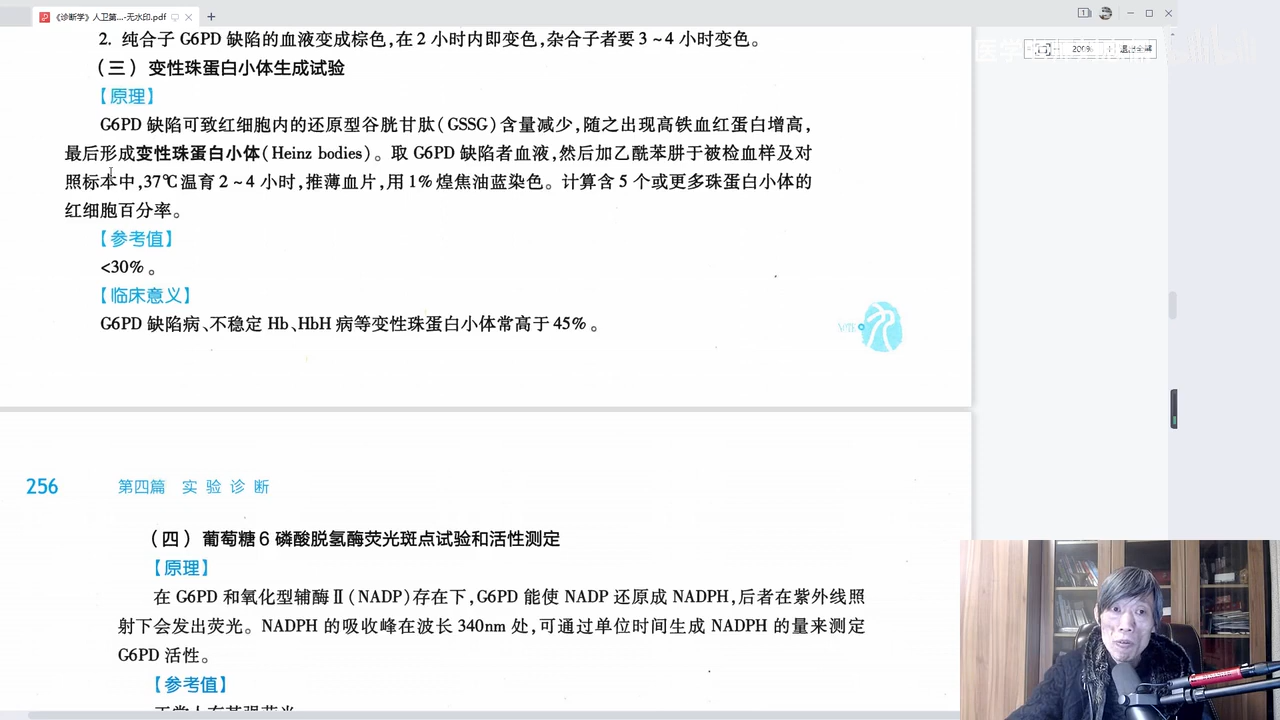 《诊断学》人卫第...-无水印.pdf
200%
2. 纯合子 G6PD 缺陷的血液变成棕色,在 2 小时内即变色,杂合子者要 3~4 小时变色。
(三) 变性珠蛋白小体生成试验
【原理】
G6PD 缺陷可致红细胞内的还原型谷胱甘肽(GSSG)含量减少,随之出现高铁血红蛋白增高,
最后形成变性珠蛋白小体(Heinz bodies)。取 G6PD 缺陷者血液,然后加乙酰苯肼于被检血样及对
照标本中,37℃温育 2~4 小时,推薄血片,用 1% 煌焦油蓝染色。计算含 5 个或更多珠蛋白小体的
红细胞百分率。
【参考值】
<30%。
【临床意义】
G6PD 缺陷病、不稳定 Hb、HbH 病等变性珠蛋白小体常高于 45%。
256 第四篇 实验诊断
(四) 葡萄糖 6 磷酸脱氢酶荧光斑点试验和活性测定
【原理】
在 G6PD 和氧化型辅酶Ⅱ(NADP)存在下,G6PD 能使 NADP 还原成 NADPH,后者在紫外线照
射下会发出荧光。NADPH 的吸收峰在波长 340nm 处,可通过单位时间生成 NADPH 的量来测定
G6PD 活性。
【参考值】